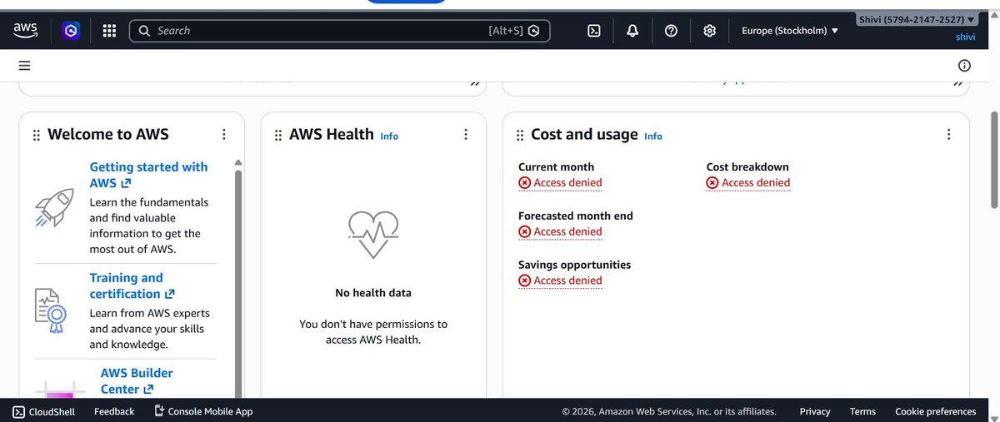 aws
Search
[Alt+S]
Europe (Stockholm) ▼
Shivi (5794-2147-2527) ▼
shivi
Welcome to AWS
Getting started with
AWS
Learn the fundamentals
and find valuable
information to get the
most out of AWS.
Training and
certification
Learn from AWS experts
and advance your skills
and knowledge.
AWS Builder
Center
AWS Health Info
No health data
You don't have permissions to
access AWS Health.
Cost and usage Info
Current month
Access denied
Forecasted month end
Access denied
Savings opportunities
Access denied
Cost breakdown
Access denied
CloudShell
Feedback
Console Mobile App
© 2026, Amazon Web Services, Inc. or its affiliates.
Privacy
Terms
Cookie preferences